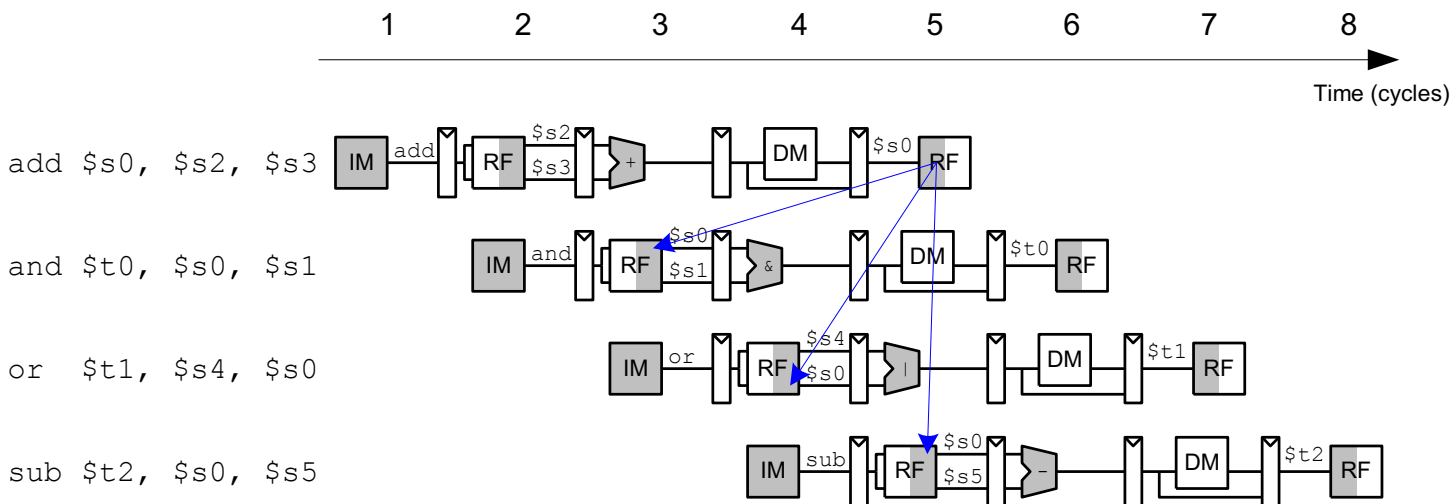 1 2 3 4 5 6 7 8
Time (cycles)
add $s0, $s2, $s3 IM add RF $s2 $s3 + DM $s0 RF
and $t0, $s0, $s1 IM and RF $s0 $s1 & DM $t0 RF
or $t1, $s4, $s0 IM or RF $s4 $s0 | DM $t1 RF
sub $t2, $s0, $s5 IM sub RF $s0 $s5 - DM $t2 RF